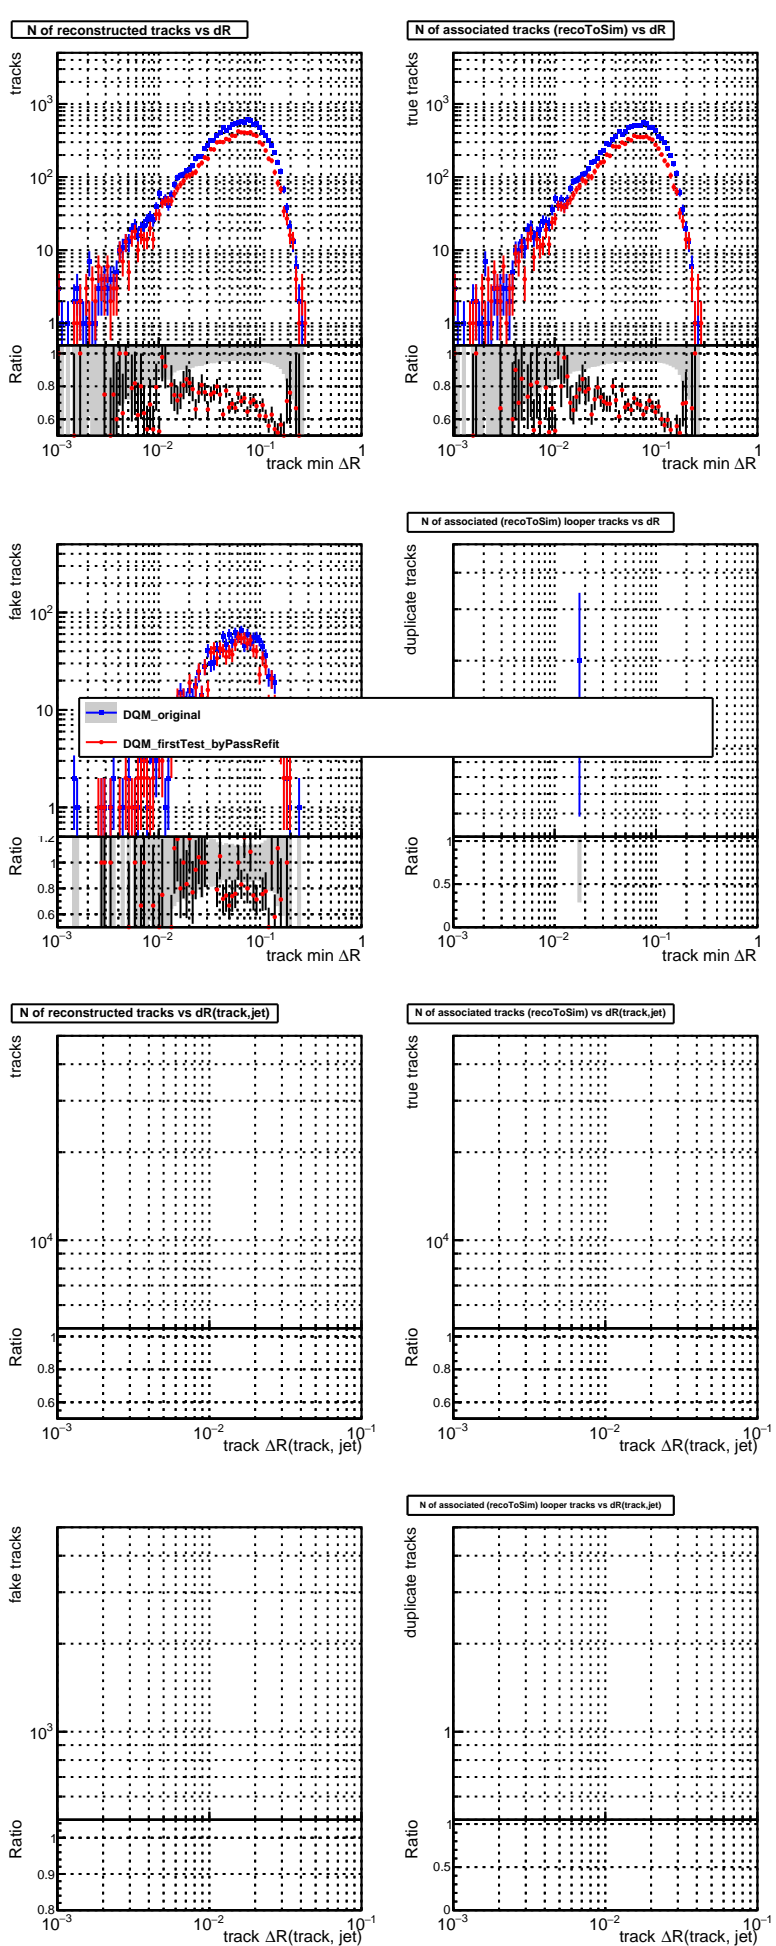 N of reconstructed tracks vs dR
tracks
10³
10²
10
1
Ratio
1
0.8
0.6
10⁻³ 10⁻² 10⁻¹ 1
track min ΔR
N of associated tracks (recoToSim) vs dR
true tracks
10³
10²
10
1
Ratio
1
0.8
0.6
10⁻³ 10⁻² 10⁻¹ 1
track min ΔR
fake tracks
10²
10
1
Ratio
1.2
1
0.8
0.6
10⁻³ 10⁻² 10⁻¹ 1
track min ΔR
N of associated (recoToSim) looper tracks vs dR
duplicate tracks
Ratio
1
0.5
0
10⁻³ 10⁻² 10⁻¹ 1
track min ΔR
DQM_original
DQM_firstTest_byPassRefit
N of reconstructed tracks vs dR(track,jet)
tracks
10⁴
Ratio
1
0.8
0.6
10⁻³ 10⁻² 10⁻¹
track ΔR(track, jet)
N of associated tracks (recoToSim) vs dR(track,jet)
true tracks
10⁴
Ratio
1
0.8
0.6
10⁻³ 10⁻² 10⁻¹
track ΔR(track, jet)
fake tracks
10³
Ratio
1
0.9
0.8
10⁻³ 10⁻² 10⁻¹
track ΔR(track, jet)
N of associated (recoToSim) looper tracks vs dR(track,jet)
duplicate tracks
1
Ratio
1
0.5
0
10⁻³ 10⁻² 10⁻¹
track ΔR(track, jet)